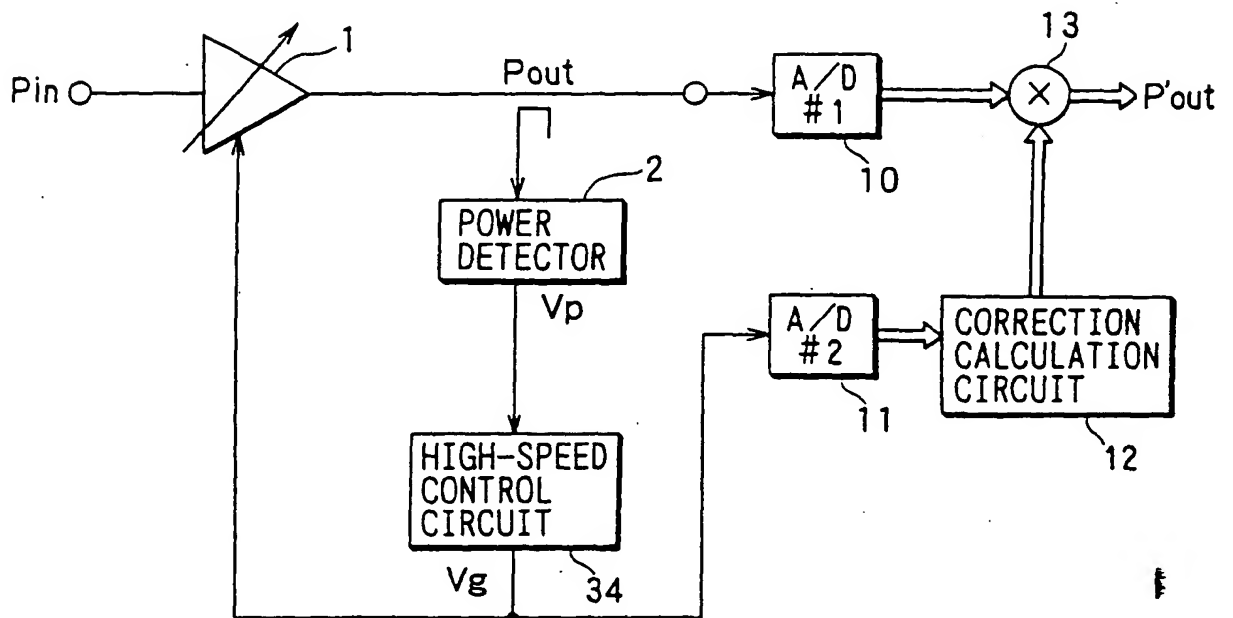 13
1
Pin
Pout
A/D
#1
P'out
10
2
POWER
DETECTOR
Vp
A/D
#2
CORRECTION
CALCULATION
CIRCUIT
11
12
HIGH-SPEED
CONTROL
CIRCUIT
Vg
34